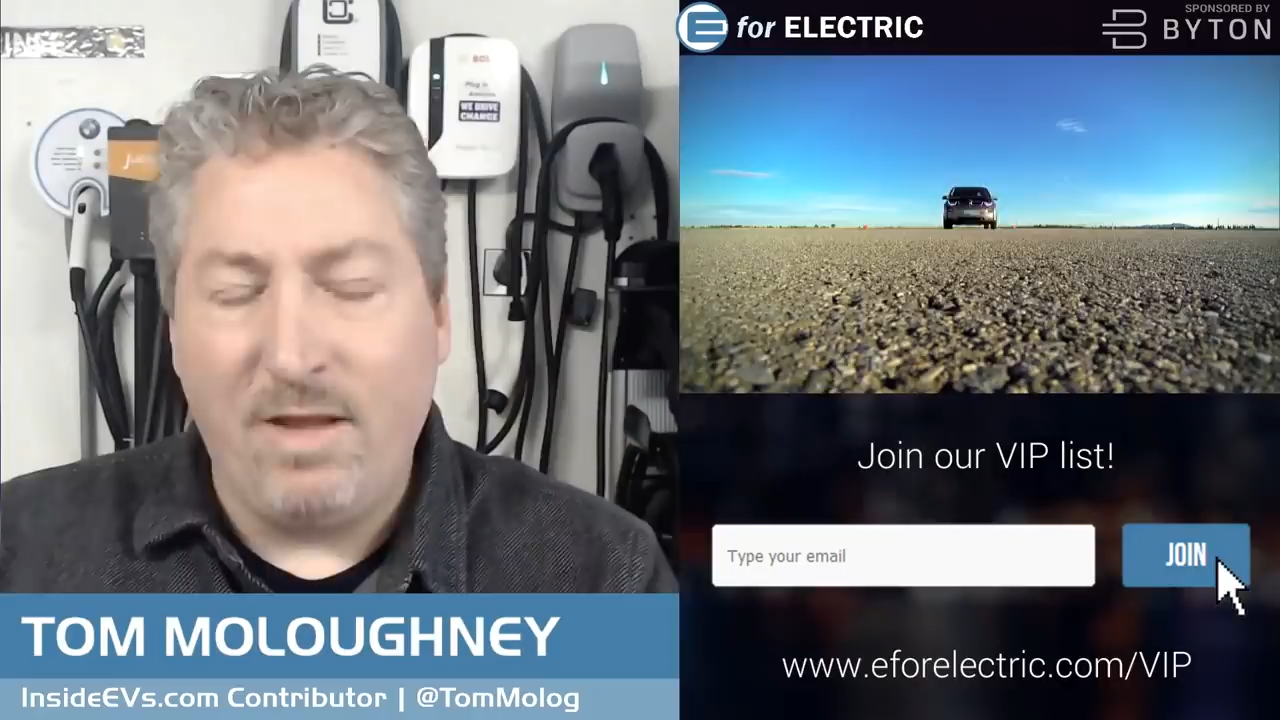 for ELECTRIC
SPONSORED BY
BYTON
WE DRIVE
CHANGE
Join our VIP list!
Type your email
JOIN
www.eforelectric.com/VIP
TOM MOLOUGHNEY
InsideEVs.com Contributor | @TomMolog